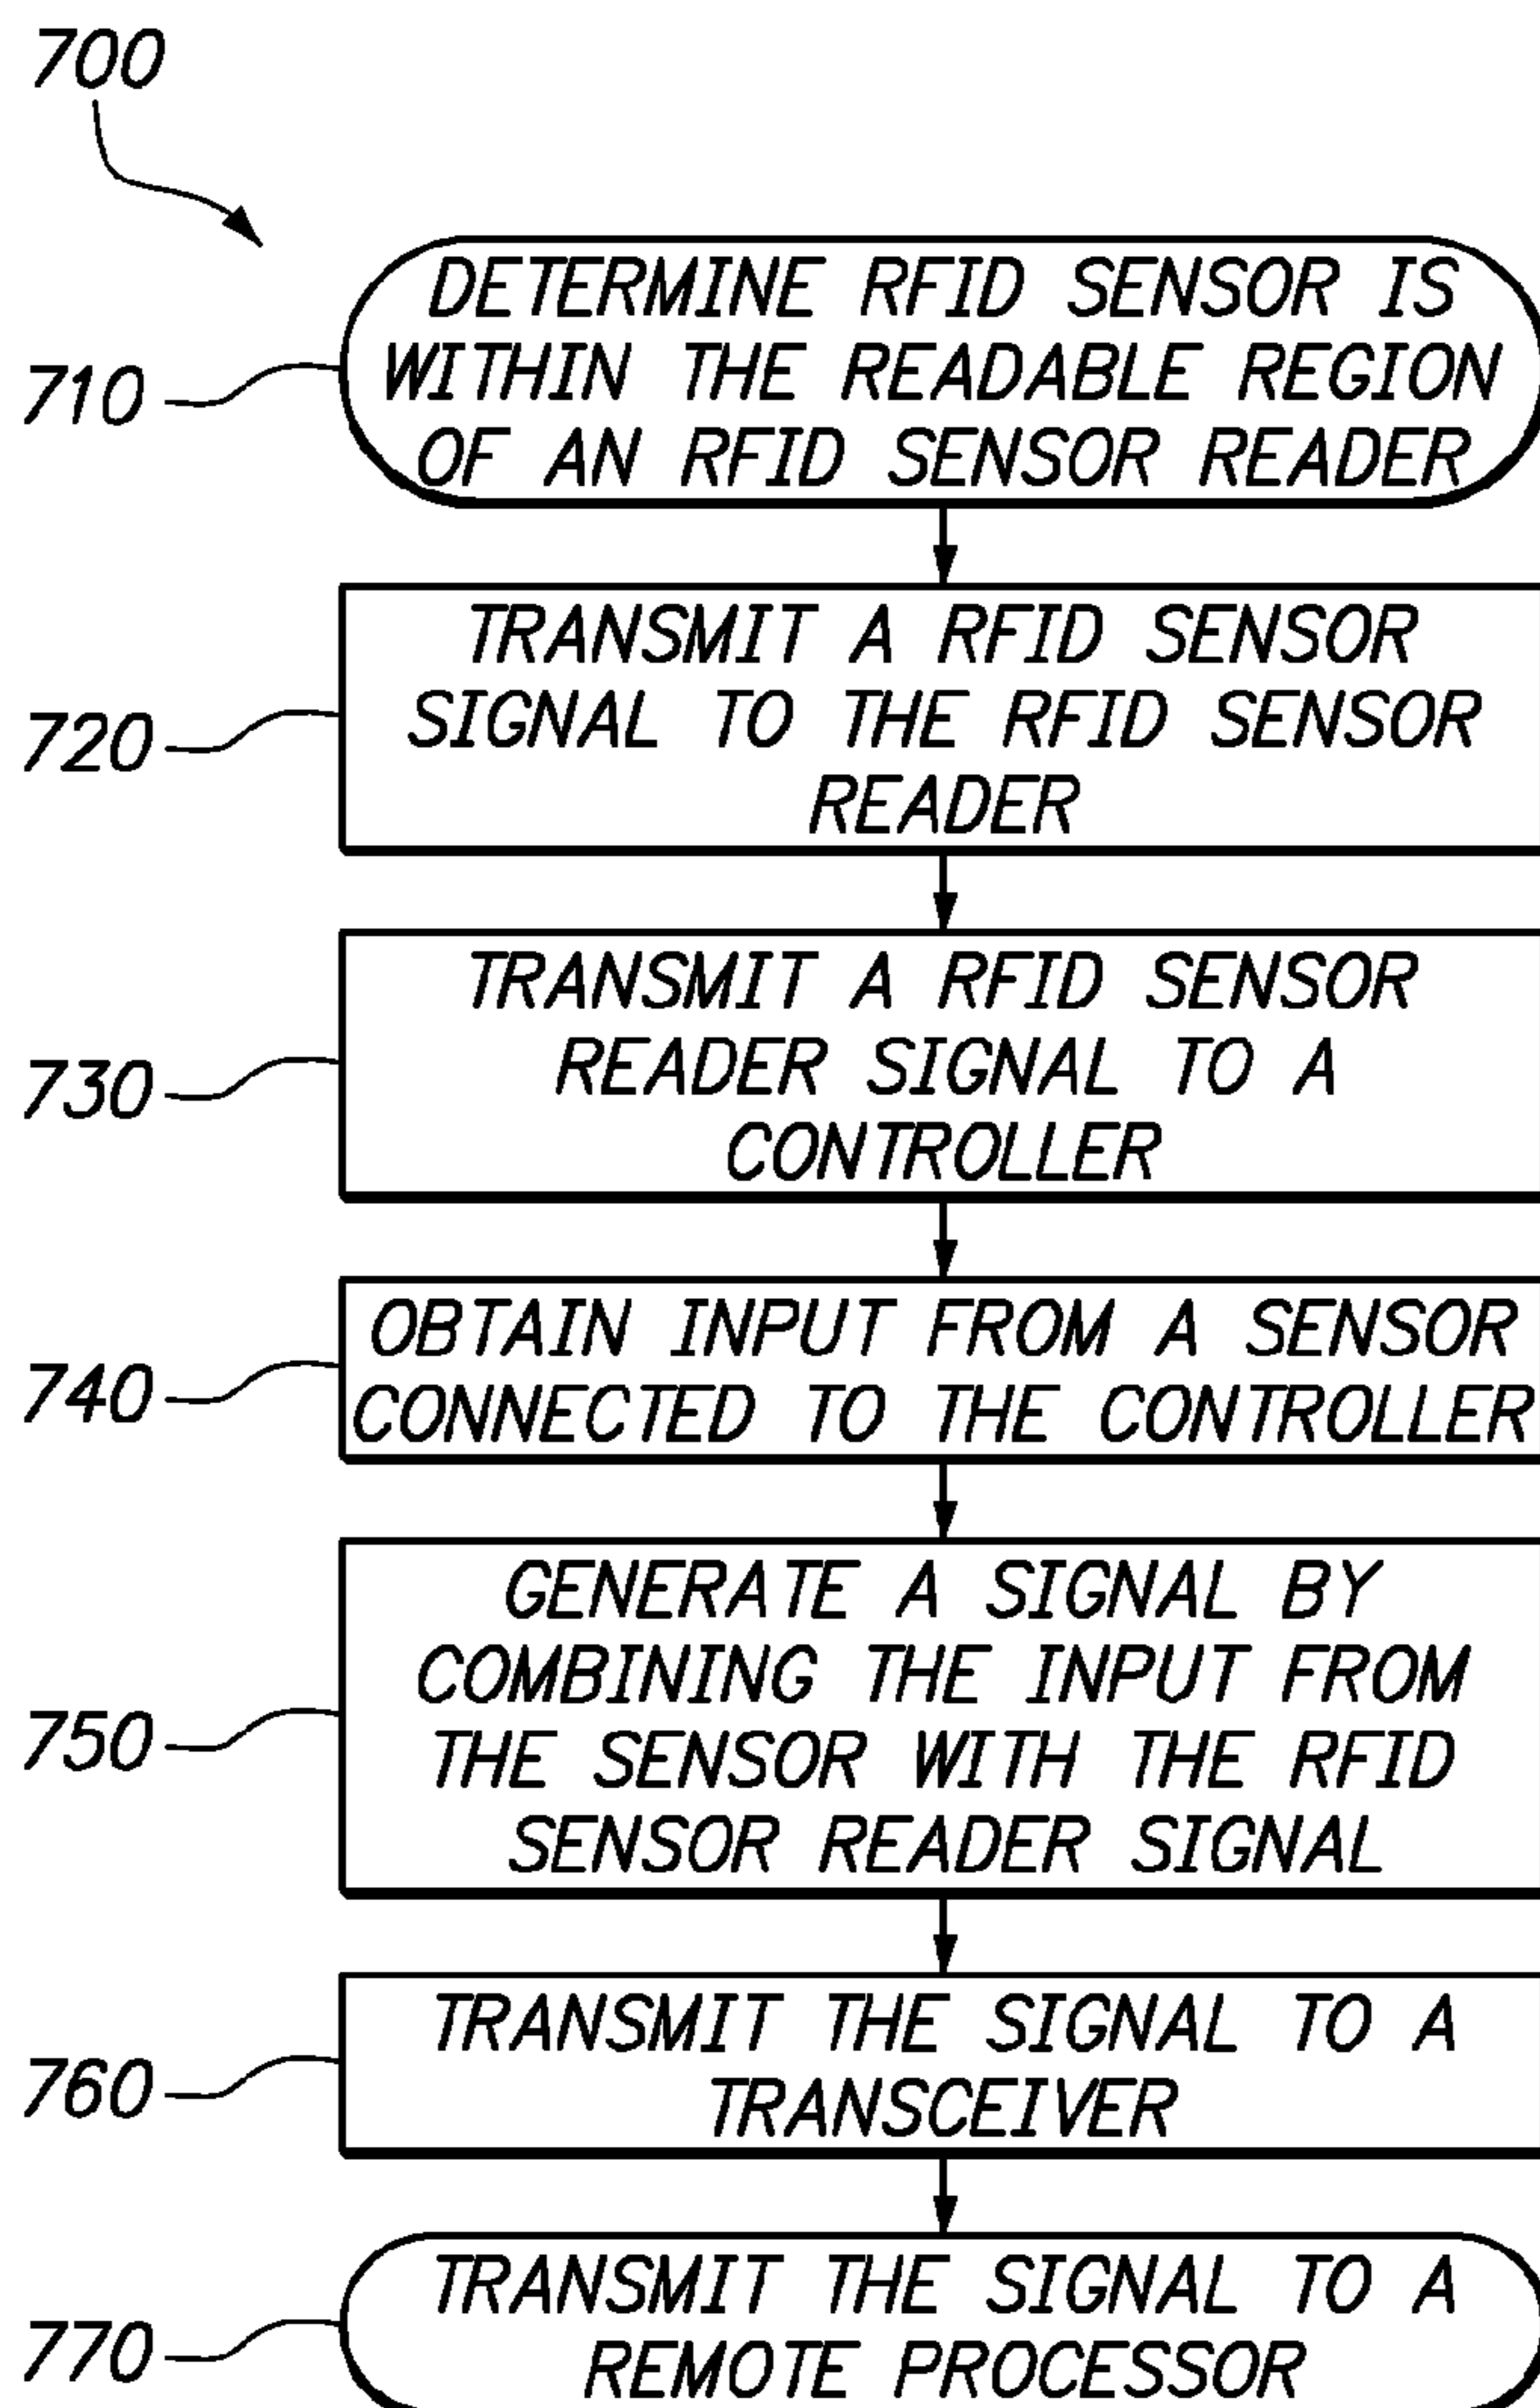 700
710
DETERMINE RFID SENSOR IS
WITHIN THE READABLE REGION
OF AN RFID SENSOR READER
720
TRANSMIT A RFID SENSOR
SIGNAL TO THE RFID SENSOR
READER
730
TRANSMIT A RFID SENSOR
READER SIGNAL TO A
CONTROLLER
740
OBTAIN INPUT FROM A SENSOR
CONNECTED TO THE CONTROLLER
750
GENERATE A SIGNAL BY
COMBINING THE INPUT FROM
THE SENSOR WITH THE RFID
SENSOR READER SIGNAL
760
TRANSMIT THE SIGNAL TO A
TRANSCEIVER
770
TRANSMIT THE SIGNAL TO A
REMOTE PROCESSOR